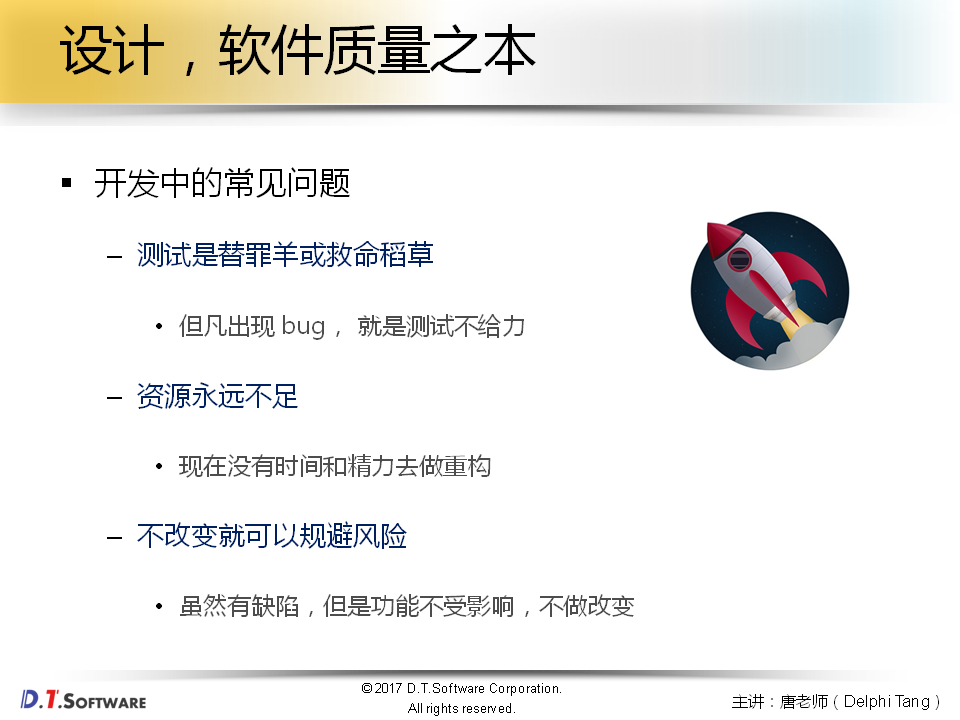 设计，软件质量之本
▪ 开发中的常见问题
– 测试是替罪羊或救命稻草
• 但凡出现 bug， 就是测试不给力
– 资源永远不足
• 现在没有时间和精力去做重构
– 不改变就可以规避风险
• 虽然有缺陷，但是功能不受影响，不做改变
D.T.SOFTWARE
©2017 D.T.Software Corporation.
All rights reserved.
主讲：唐老师（Delphi Tang）